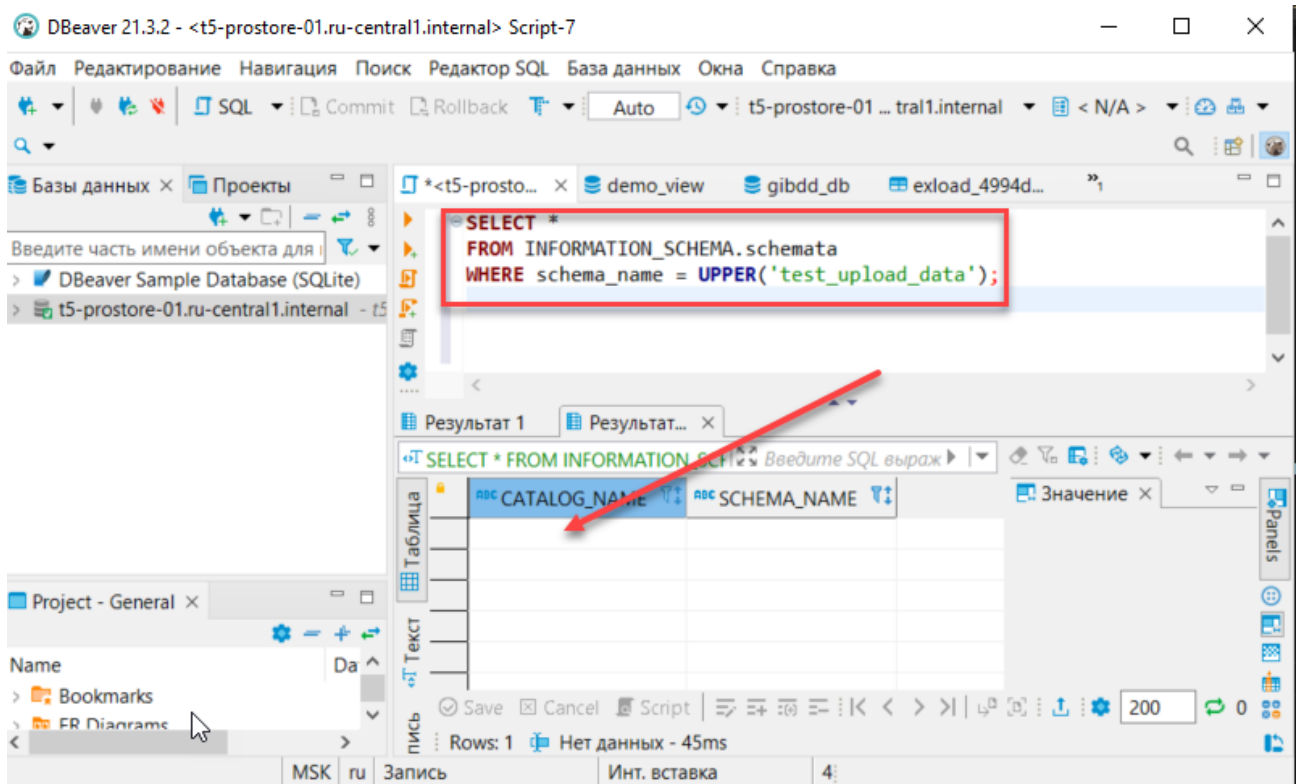 DBeaver 21.3.2 - <t5-prostore-01.ru-central1.internal> Script-7
Файл Редактирование Навигация Поиск Редактор SQL База данных Окна Справка
SQL Commit Rollback Auto t5-prostore-01 ... tral1.internal < N/A >
Базы данных Проекты
*<t5-prosto... demo_view gibdd_db exload_4994d... »1
Введите часть имени объекта для
DBeaver Sample Database (SQLite)
t5-prostore-01.ru-central1.internal - t5
SELECT *
FROM INFORMATION_SCHEMA.schemata
WHERE schema_name = UPPER('test_upload_data');
Результат 1 Результат...
SELECT * FROM INFORMATION_SCH Введите SQL выраж
Таблица
Текст
пись
ABC CATALOG_NAME ABC SCHEMA_NAME
Значение
Panels
Project - General
Name Da
Bookmarks
ER Diagrams
Save Cancel Script 200 0
Rows: 1 Нет данных - 45ms
MSK ru Запись Инт. вставка 4